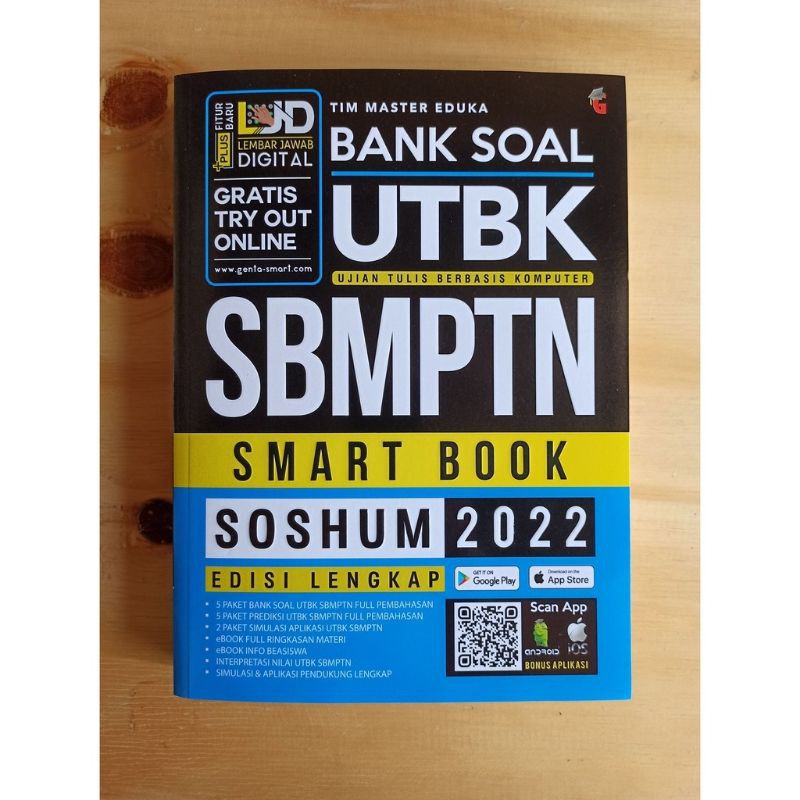 PLUS
FITUR BARU
LJD
LEMBAR JAWAB
DIGITAL
GRATIS
TRY OUT
ONLINE
www.genta-smart.com
TIM MASTER EDUKA
G
BANK SOAL
UTBK
UJIAN TULIS BERBASIS KOMPUTER
SBMPTN
SMART BOOK
SOSHUM 2022
EDISI LENGKAP
GET IT ON
Google Play
Download on the
App Store
• 5 PAKET BANK SOAL UTBK SBMPTN FULL PEMBAHASAN
• 5 PAKET PREDIKSI UTBK SBMPTN FULL PEMBAHASAN
• 2 PAKET SIMULASI APLIKASI UTBK SBMPTN
• eBOOK FULL RINGKASAN MATERI
• eBOOK INFO BEASISWA
• INTERPRETASI NILAI UTBK SBMPTN
• SIMULASI & APLIKASI PENDUKUNG LENGKAP
Scan App
ANDROID
iOS
BONUS APLIKASI